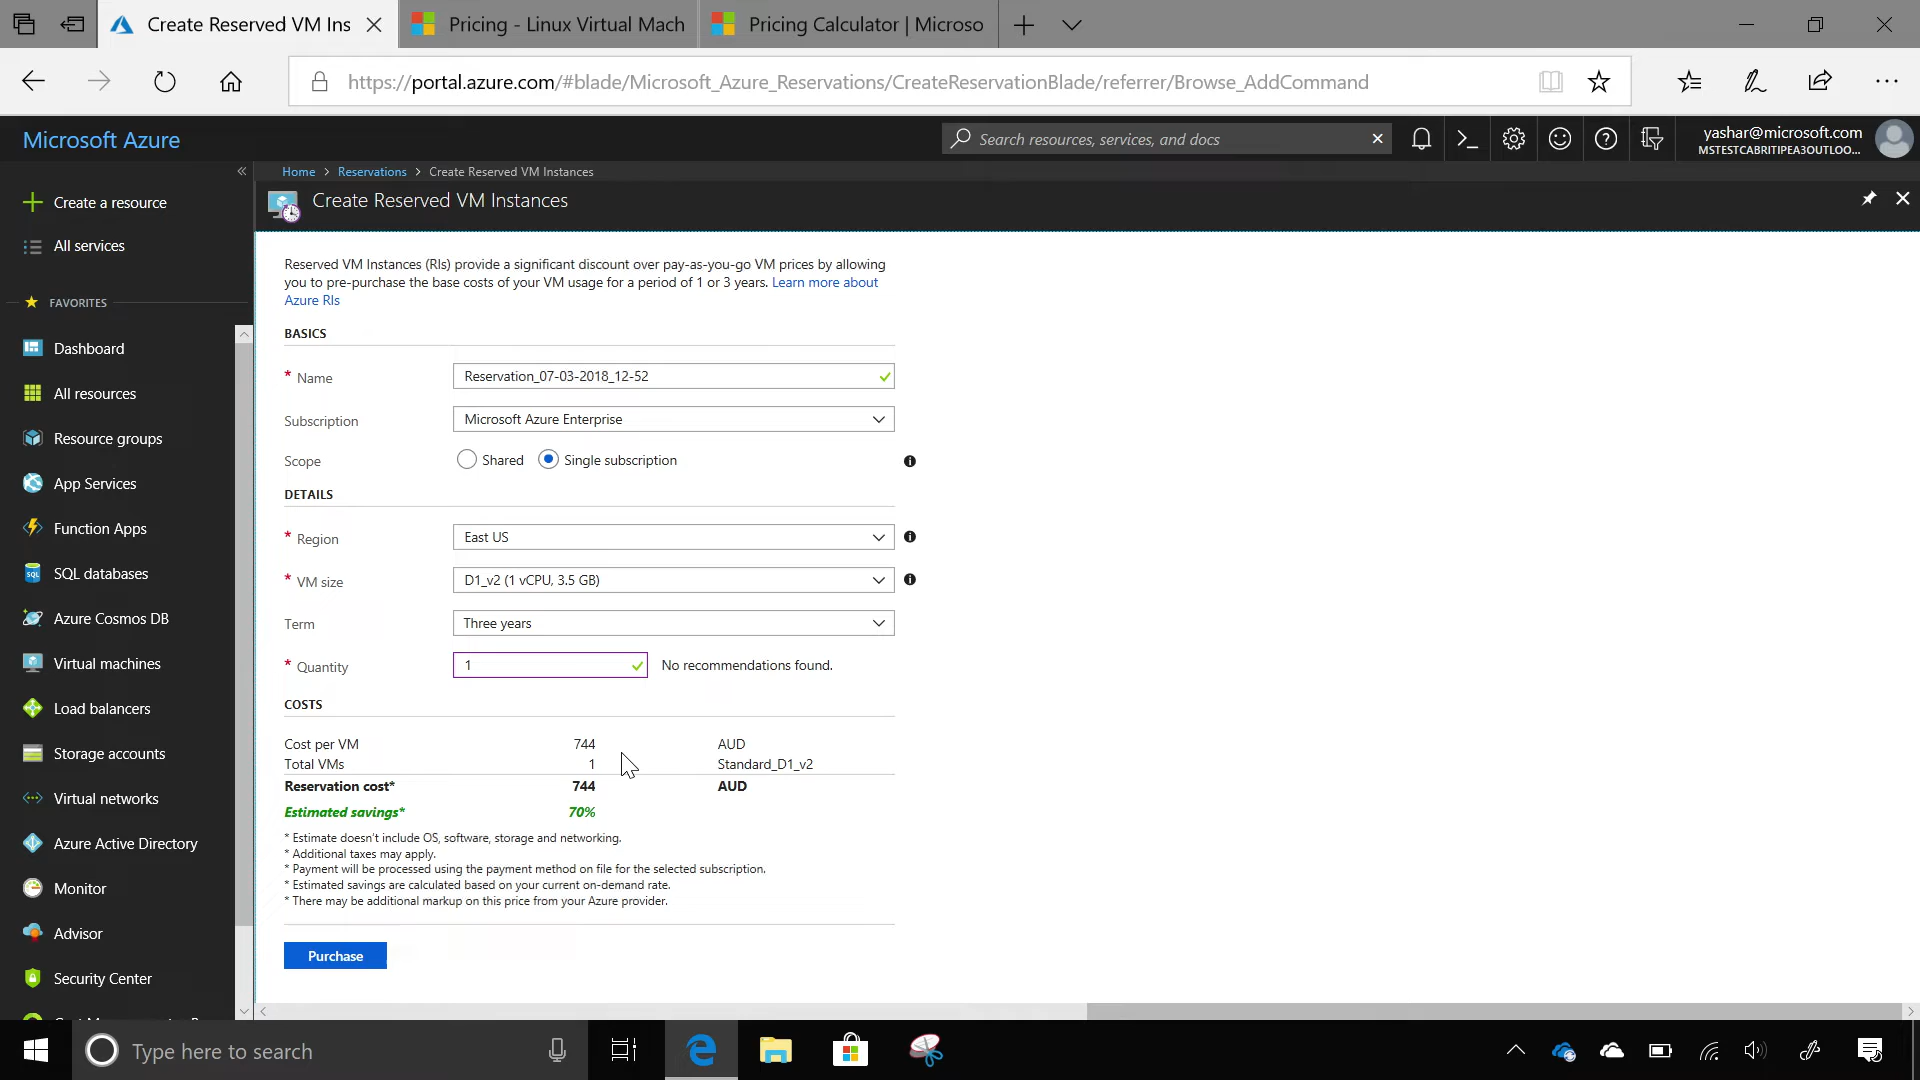 Create Reserved VM Ins
Pricing - Linux Virtual Mach
Pricing Calculator | Microso
https://portal.azure.com/#blade/Microsoft_Azure_Reservations/CreateReservationBlade/referrer/Browse_AddCommand
Microsoft Azure
Search resources, services, and docs
yashar@microsoft.com
MSTESTCABRITIPEA3OUTLOO...
Home > Reservations > Create Reserved VM Instances
Create Reserved VM Instances
Create a resource
All services
FAVORITES
Dashboard
All resources
Resource groups
App Services
Function Apps
SQL databases
Azure Cosmos DB
Virtual machines
Load balancers
Storage accounts
Virtual networks
Azure Active Directory
Monitor
Advisor
Security Center
Reserved VM Instances (RIs) provide a significant discount over pay-as-you-go VM prices by allowing
you to pre-purchase the base costs of your VM usage for a period of 1 or 3 years. Learn more about
Azure RIs
BASICS
* Name Reservation_07-03-2018_12-52
Subscription Microsoft Azure Enterprise
Scope Shared Single subscription
DETAILS
* Region East US
* VM size D1_v2 (1 vCPU, 3.5 GB)
Term Three years
* Quantity 1 No recommendations found.
COSTS
Cost per VM 744 AUD
Total VMs 1 Standard_D1_v2
Reservation cost* 744 AUD
Estimated savings* 70%
* Estimate doesn't include OS, software, storage and networking.
* Additional taxes may apply.
* Payment will be processed using the payment method on file for the selected subscription.
* Estimated savings are calculated based on your current on-demand rate.
* There may be additional markup on this price from your Azure provider.
Purchase
Type here to search